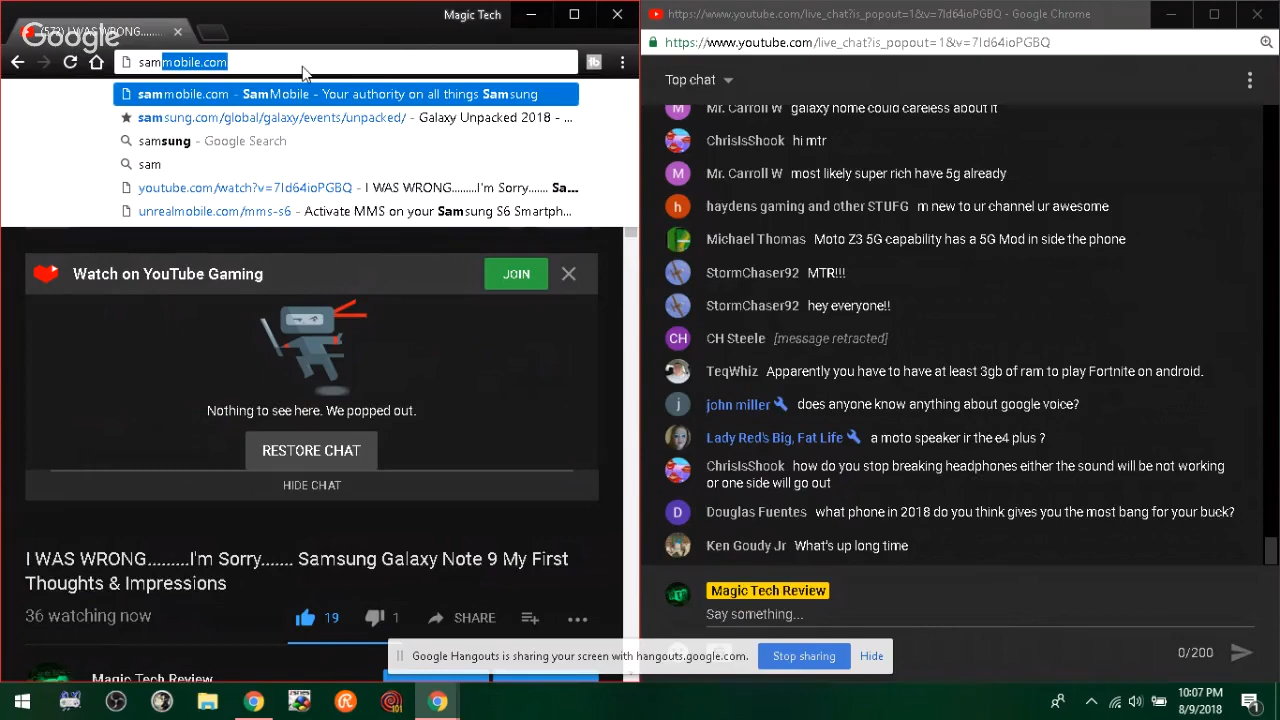 Magic Tech
(572) I WAS WRONG........
Google
sammobile.com
sammobile.com - SamMobile - Your authority on all things Samsung
samsung.com/global/galaxy/events/unpacked/ - Galaxy Unpacked 2018 - ...
samsung - Google Search
sam
youtube.com/watch?v=7Id64ioPGBQ - I WAS WRONG........I'm Sorry....... Sa...
unrealmobile.com/mms-s6 - Activate MMS on your Samsung S6 Smartph...
Watch on YouTube Gaming
JOIN
Nothing to see here. We popped out.
RESTORE CHAT
HIDE CHAT
I WAS WRONG.........I'm Sorry....... Samsung Galaxy Note 9 My First
Thoughts & Impressions
36 watching now
19
1
SHARE
Magic Tech Review
https://www.youtube.com/live_chat?is_popout=1&v=7Id64ioPGBQ - Google Chrome
https://www.youtube.com/live_chat?is_popout=1&v=7Id64ioPGBQ
Top chat
Mr. Carroll W galaxy home could careless about it
ChrisIsShook hi mtr
Mr. Carroll W most likely super rich have 5g already
haydens gaming and other STUFG m new to ur channel ur awesome
Michael Thomas Moto Z3 5G capability has a 5G Mod in side the phone
StormChaser92 MTR!!!
StormChaser92 hey everyone!!
CH Steele [message retracted]
TeqWhiz Apparently you have to have at least 3gb of ram to play Fortnite on android.
john miller does anyone know anything about google voice?
Lady Red's Big, Fat Life a moto speaker ir the e4 plus ?
ChrisIsShook how do you stop breaking headphones either the sound will be not working
or one side will go out
Douglas Fuentes what phone in 2018 do you think gives you the most bang for your buck?
Ken Goudy Jr What's up long time
Magic Tech Review
Say something...
0/200
Google Hangouts is sharing your screen with hangouts.google.com.
Stop sharing
Hide
10:07 PM
8/9/2018